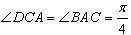 ∠DCA = ∠BAC = π/4